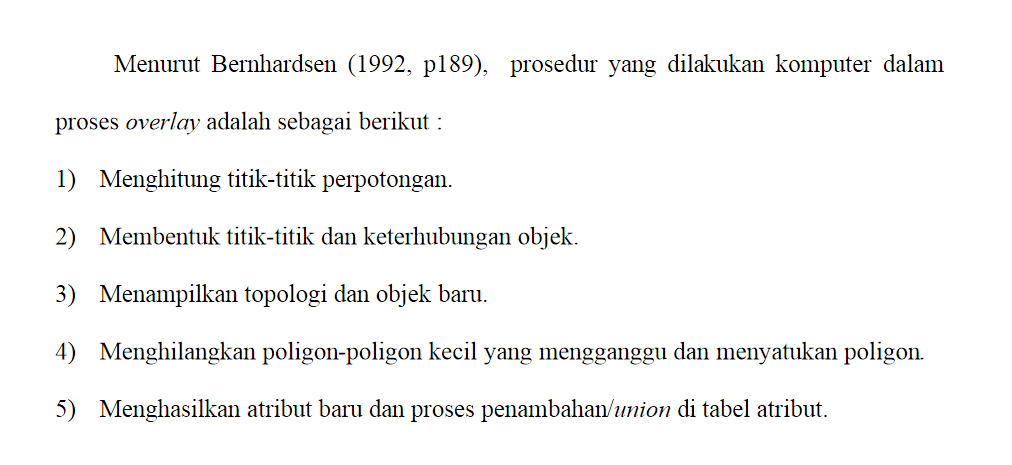 Menurut Bernhardsen (1992, p189), prosedur yang dilakukan komputer dalam
proses overlay adalah sebagai berikut :
1) Menghitung titik-titik perpotongan.
2) Membentuk titik-titik dan keterhubungan objek.
3) Menampilkan topologi dan objek baru.
4) Menghilangkan poligon-poligon kecil yang mengganggu dan menyatukan poligon.
5) Menghasilkan atribut baru dan proses penambahan/union di tabel atribut.